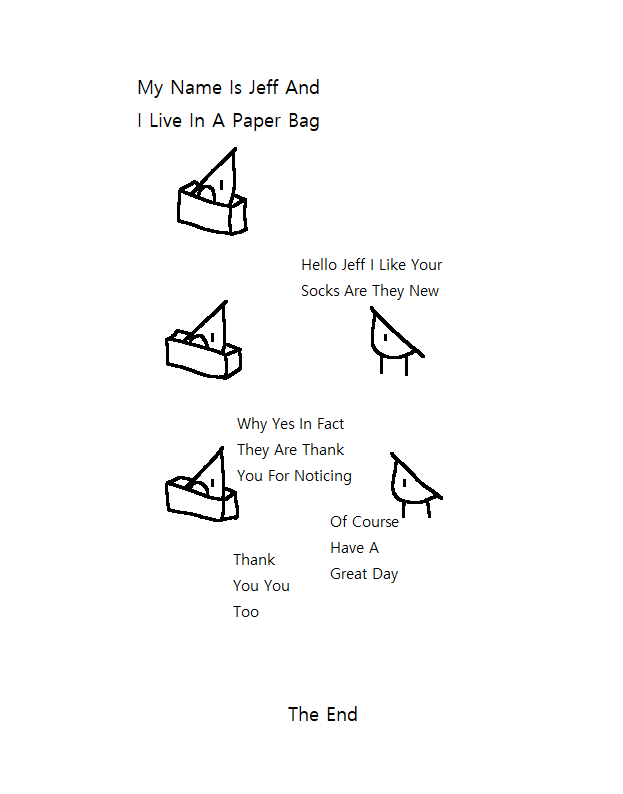 My Name Is Jeff And
I Live In A Paper Bag
Hello Jeff I Like Your
Socks Are They New
Why Yes In Fact
They Are Thank
You For Noticing
Of Course
Have A
Great Day
Thank
You You
Too
The End